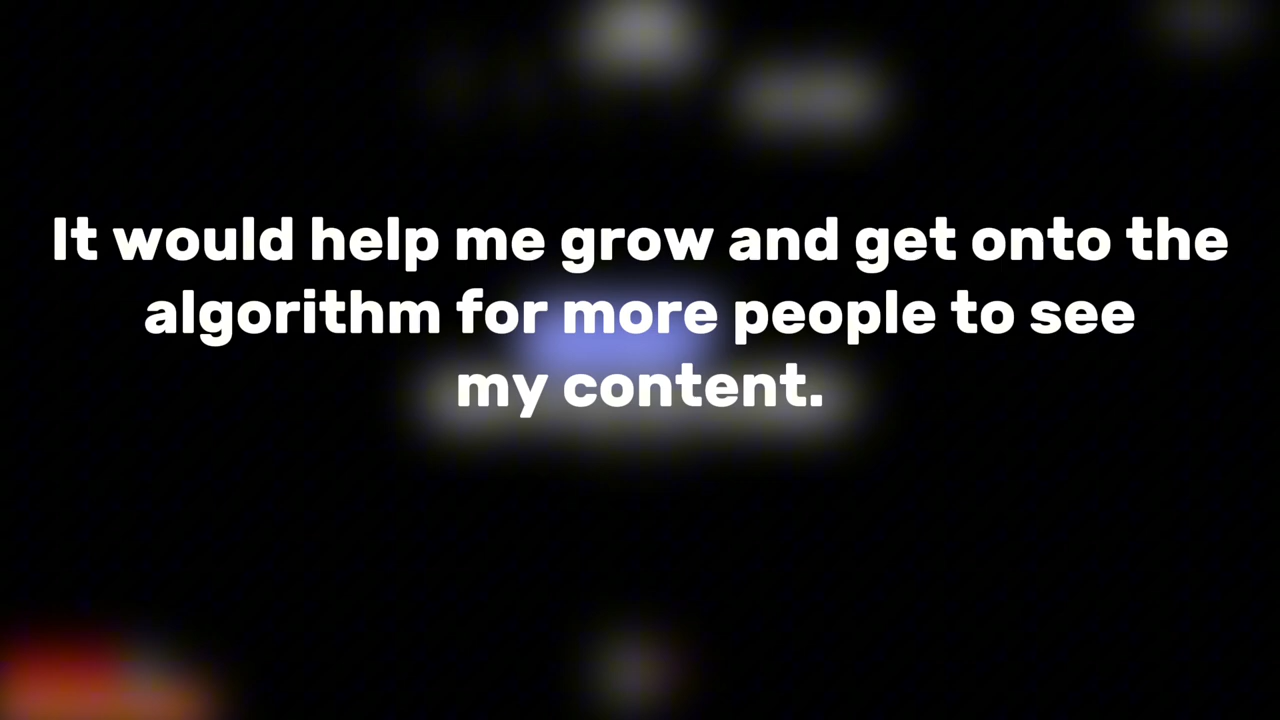 It would help me grow and get onto the
algorithm for more people to see
my content.